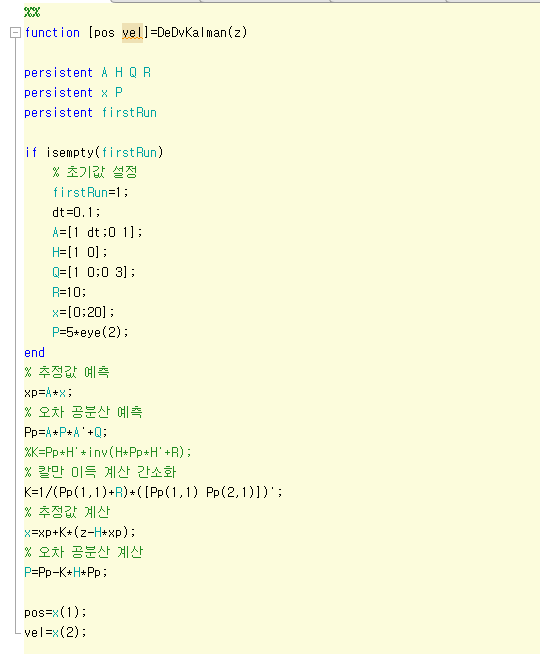 %%
function [pos vel]=DeDvKalman(z)
persistent A H Q R
persistent x P
persistent firstRun
if isempty(firstRun)
% 초기값 설정
firstRun=1;
dt=0.1;
A=[1 dt;0 1];
H=[1 0];
Q=[1 0;0 3];
R=10;
x=[0;20];
P=5*eye(2);
end
% 추정값 예측
xp=A*x;
% 오차 공분산 예측
Pp=A*P*A'+Q;
%K=Pp*H'*inv(H*Pp*H'+R);
% 칼만 이득 계산 간소화
K=1/(Pp(1,1)+R)*([Pp(1,1) Pp(2,1)])';
% 추정값 계산
x=xp+K*(z-H*xp);
% 오차 공분산 계산
P=Pp-K*H*Pp;
pos=x(1);
vel=x(2);